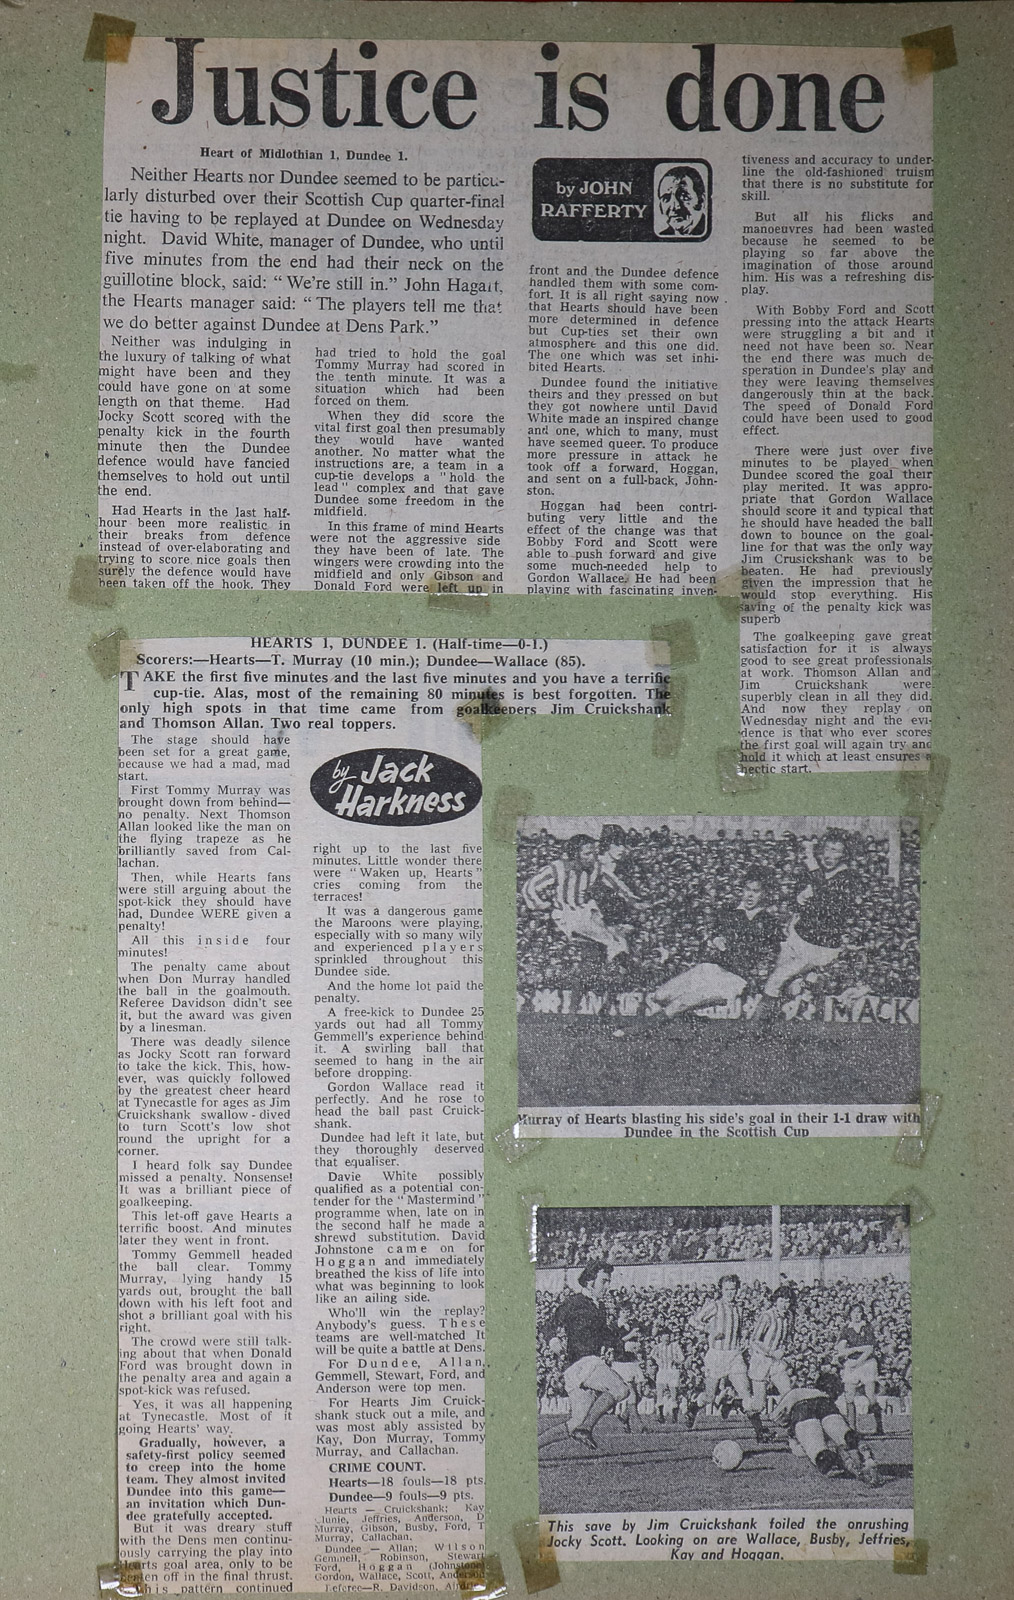 Justice is done
Heart of Midlothian 1, Dundee 1.
Neither Hearts nor Dundee seemed to be particu-
larly disturbed over their Scottish Cup quarter-final
tie having to be replayed at Dundee on Wednesday
night. David White, manager of Dundee, who until
five minutes from the end had their neck on the
guillotine block, said: "We're still in." John Hagart,
the Hearts manager said: "The players tell me that
we do better against Dundee at Dens Park."
Neither was indulging in
the luxury of talking of what
might have been and they
could have gone on at some
length on that theme. Had
Jocky Scott scored with the
penalty kick in the fourth
minute then the Dundee
defence would have fancied
themselves to hold out until
the end.
Had Hearts in the last half-
hour been more realistic in
their breaks from defence
instead of over-elaborating and
trying to score nice goals then
surely the defence would have
been taken off the hook. They
had tried to hold the goal
Tommy Murray had scored in
the tenth minute. It was a
situation which had been
forced on them.
When they did score the
vital first goal then presumably
they would have wanted
another. No matter what the
instructions are, a team in a
cup-tie develops a "hold the
lead" complex and that gave
Dundee some freedom in the
midfield.
In this frame of mind Hearts
were not the aggressive side
they have been of late. The
wingers were crowding into the
midfield and only Gibson and
Donald Ford were left up in
by JOHN
RAFFERTY
front and the Dundee defence
handled them with some com-
fort. It is all right saying now
that Hearts should have been
more determined in defence
but Cup-ties set their own
atmosphere and this one did.
The one which was set inhi-
bited Hearts.
Dundee found the initiative
theirs and they pressed on but
they got nowhere until David
White made an inspired change
and one, which to many, must
have seemed queer. To produce
more pressure in attack he
took off a forward, Hoggan,
and sent on a full-back, John-
ston.
Hoggan had been contri-
buting very little and the
effect of the change was that
Bobby Ford and Scott were
able to push forward and give
some much-needed help to
Gordon Wallace. He had been
playing with fascinating inven-
tiveness and accuracy to under-
line the old-fashioned truism
that there is no substitute for
skill.
But all his flicks and
manoeuvres had been wasted
because he seemed to be
playing so far above the
imagination of those around
him. His was a refreshing dis-
play.
With Bobby Ford and Scott
pressing into the attack Hearts
were struggling a bit and it
need not have been so. Near
the end there was much de-
speration in Dundee's play and
they were leaving themselves
dangerously thin at the back.
The speed of Donald Ford
could have been used to good
effect.
There were just over five
minutes to be played when
Dundee scored the goal their
play merited. It was appro-
priate that Gordon Wallace
should score it and typical that
he should have headed the ball
down to bounce on the goal-
line for that was the only way
Jim Cruickshank was to be
beaten. He had previously
given the impression that he
would stop everything. His
saving of the penalty kick was
superb
The goalkeeping gave great
satisfaction for it is always
good to see great professionals
at work. Thomson Allan and
Jim Cruickshank were
superbly clean in all they did.
And now they replay on
Wednesday night and the evi-
dence is that who ever scores
the first goal will again try and
hold it which at least ensures a
hectic start.
HEARTS 1, DUNDEE 1. (Half-time—0-1.)
Scorers:—Hearts—T. Murray (10 min.); Dundee—Wallace (85).
TAKE the first five minutes and the last five minutes and you have a terrific
cup-tie. Alas, most of the remaining 80 minutes is best forgotten. The
only high spots in that time came from goalkeepers Jim Cruickshank
and Thomson Allan. Two real toppers.
The stage should have
been set for a great game,
because we had a mad, mad
start.
First Tommy Murray was
brought down from behind—
no penalty. Next Thomson
Allan looked like the man on
the flying trapeze as he
brilliantly saved from Cal-
lachan.
Then, while Hearts fans
were still arguing about the
spot-kick they should have
had, Dundee WERE given a
penalty!
All this inside four
minutes!
The penalty came about
when Don Murray handled
the ball in the goalmouth.
Referee Davidson didn't see
it, but the award was given
by a linesman.
There was deadly silence
as Jocky Scott ran forward
to take the kick. This, how-
ever, was quickly followed
by the greatest cheer heard
at Tynecastle for ages as Jim
Cruickshank swallow-dived
to turn Scott's low shot
round the upright for a
corner.
I heard folk say Dundee
missed a penalty. Nonsense!
It was a brilliant piece of
goalkeeping.
This let-off gave Hearts a
terrific boost. And minutes
later they went in front.
Tommy Gemmell headed
the ball clear. Tommy
Murray, lying handy 15
yards out, brought the ball
down with his left foot and
shot a brilliant goal with his
right.
The crowd were still talk-
ing about that when Donald
Ford was brought down in
the penalty area and again a
spot-kick was refused.
Yes, it was all happening
at Tynecastle. Most of it
going Hearts' way.
Gradually, however, a
safety-first policy seemed
to creep into the home
team. They almost invited
Dundee into this game—
an invitation which Dun-
dee gratefully accepted.
But it was dreary stuff
with the Dens men continu-
ously carrying the play into
Hearts goal area, only to be
beaten off in the final thrust.
This pattern continued
by Jack
Harkness
right up to the last five
minutes. Little wonder there
were "Waken up, Hearts"
cries coming from the
terraces!
It was a dangerous game
the Maroons were playing,
especially with so many wily
and experienced players
sprinkled throughout this
Dundee side.
And the home lot paid the
penalty.
A free-kick to Dundee 25
yards out had all Tommy
Gemmell's experience behind
it. A swirling ball that
seemed to hang in the air
before dropping.
Gordon Wallace read it
perfectly. And he rose to
head the ball past Cruick-
shank.
Dundee had left it late, but
they thoroughly deserved
that equaliser.
Davie White possibly
qualified as a potential con-
tender for the "Mastermind"
programme when, late on in
the second half he made a
shrewd substitution. David
Johnstone came on for
Hoggan and immediately
breathed the kiss of life into
what was beginning to look
like an ailing side.
Who'll win the replay?
Anybody's guess. These
teams are well-matched It
will be quite a battle at Dens.
For Dundee, Allan,
Gemmell, Stewart, Ford, and
Anderson were top men.
For Hearts Jim Cruick-
shank stuck out a mile, and
was most ably assisted by
Kay, Don Murray, Tommy
Murray, and Callachan.
CRIME COUNT.
Hearts—18 fouls—18 pts.
Dundee—9 fouls—9 pts.
Hearts — Cruickshank; Kay
Jeffries, Anderson, D
Murray, Gibson, Busby, Ford, T
Murray, Callachan.
Dundee — Allan; Wilson
Gemmell, Robinson, Stewart
Ford, Hoggan (Johnstone)
Gordon, Wallace, Scott, Anderson
Referee—R. Davidson, Airdrie
MACK
Murray of Hearts blasting his side's goal in their 1-1 draw with
Dundee in the Scottish Cup
This save by Jim Cruickshank foiled the onrushing
Jocky Scott. Looking on are Wallace, Busby, Jeffries,
Kay and Hoggan.